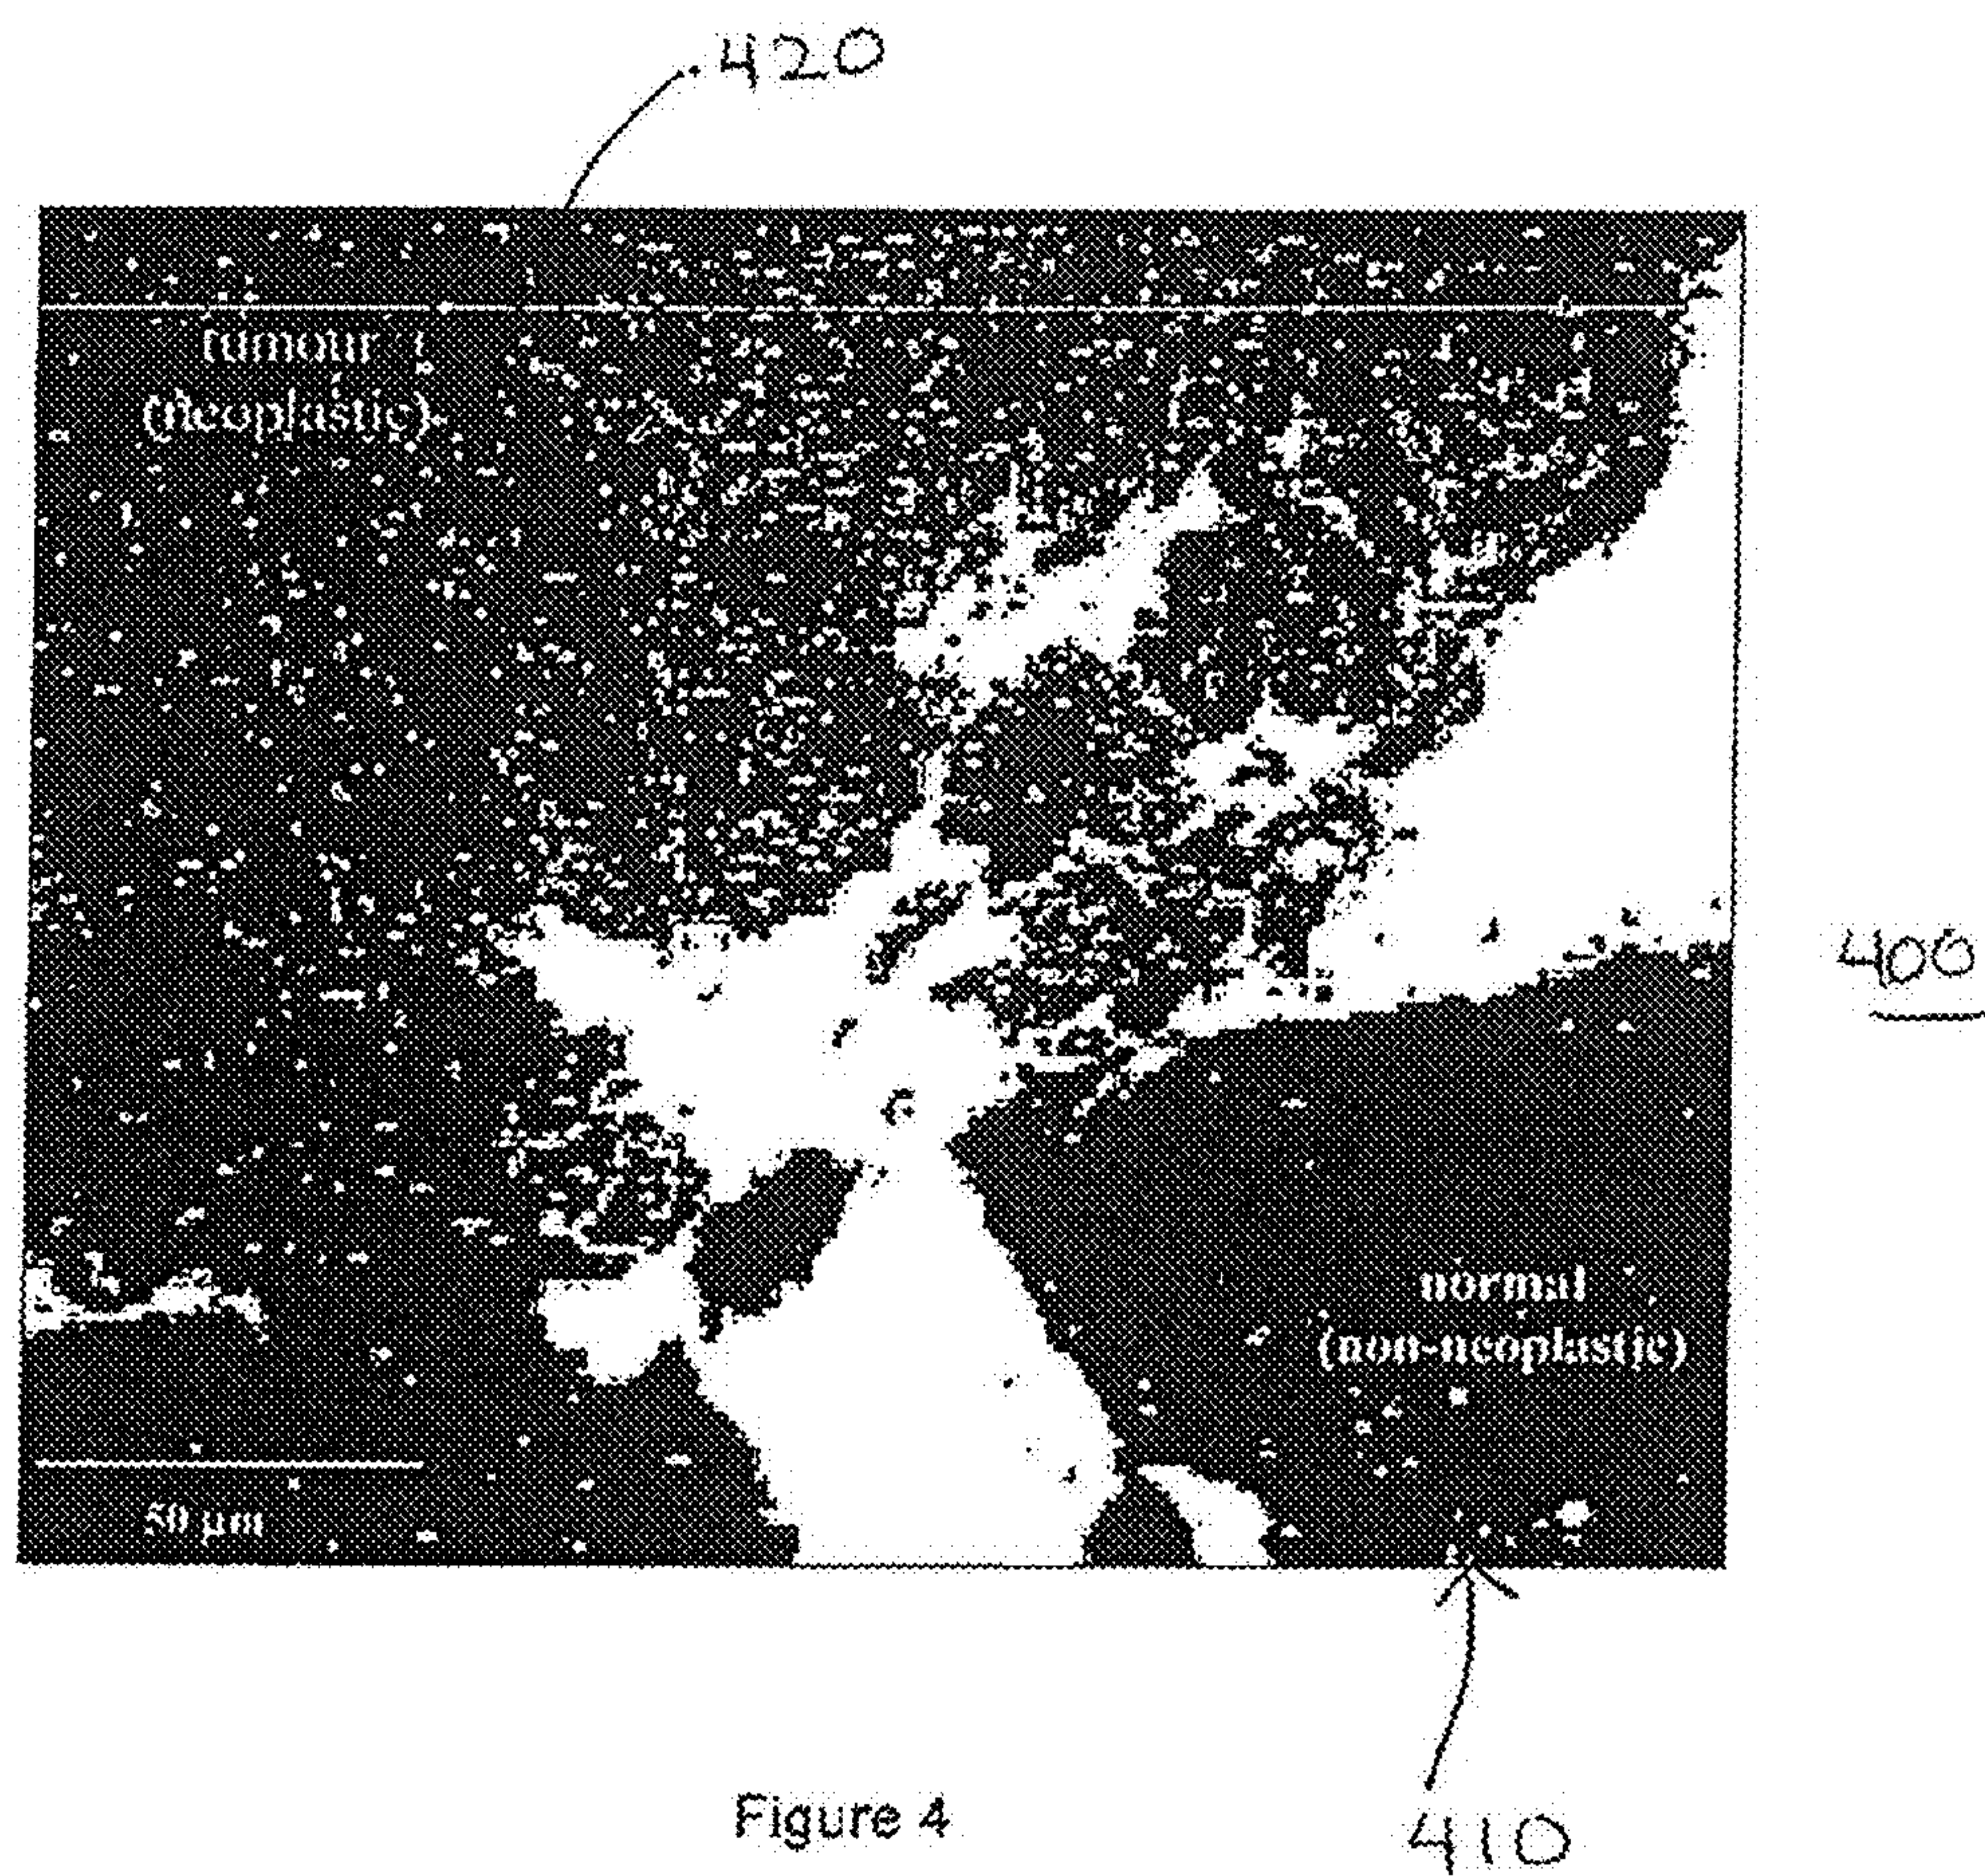 420
tumour
(neoplastic)
400
normal
(non-neoplastic)
50 µm
Figure 4
410